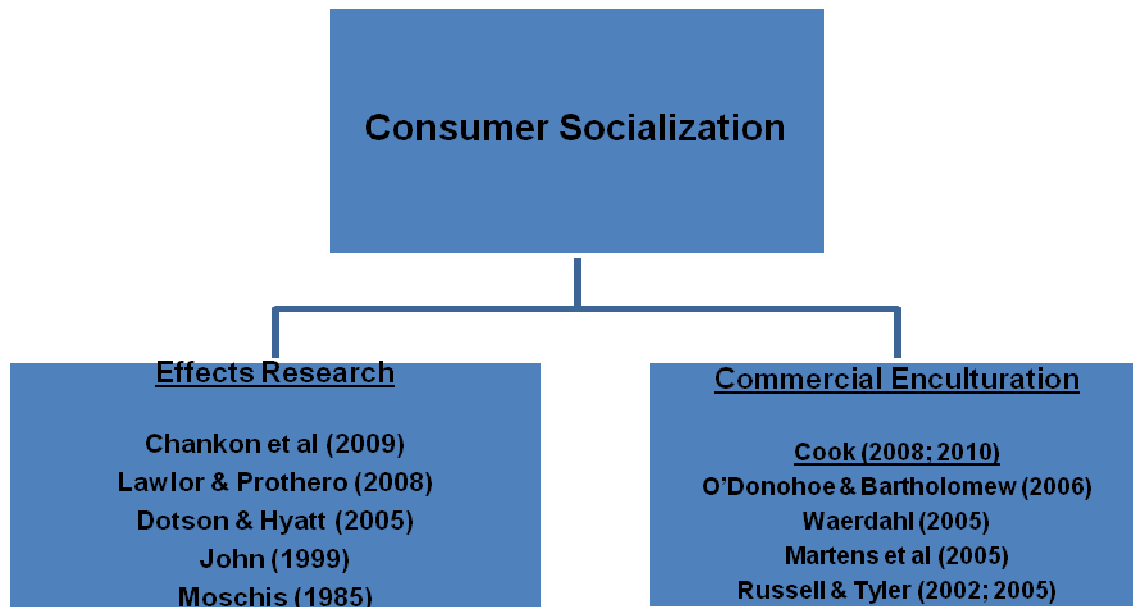 Consumer Socialization
Effects Research
Chankon et al (2009)
Lawlor & Prothero (2008)
Dotson & Hyatt (2005)
John (1999)
Moschis (1985)
Commercial Enculturation
Cook (2008; 2010)
O'Donohoe & Bartholomew (2006)
Waerdahl (2005)
Martens et al (2005)
Russell & Tyler (2002; 2005)